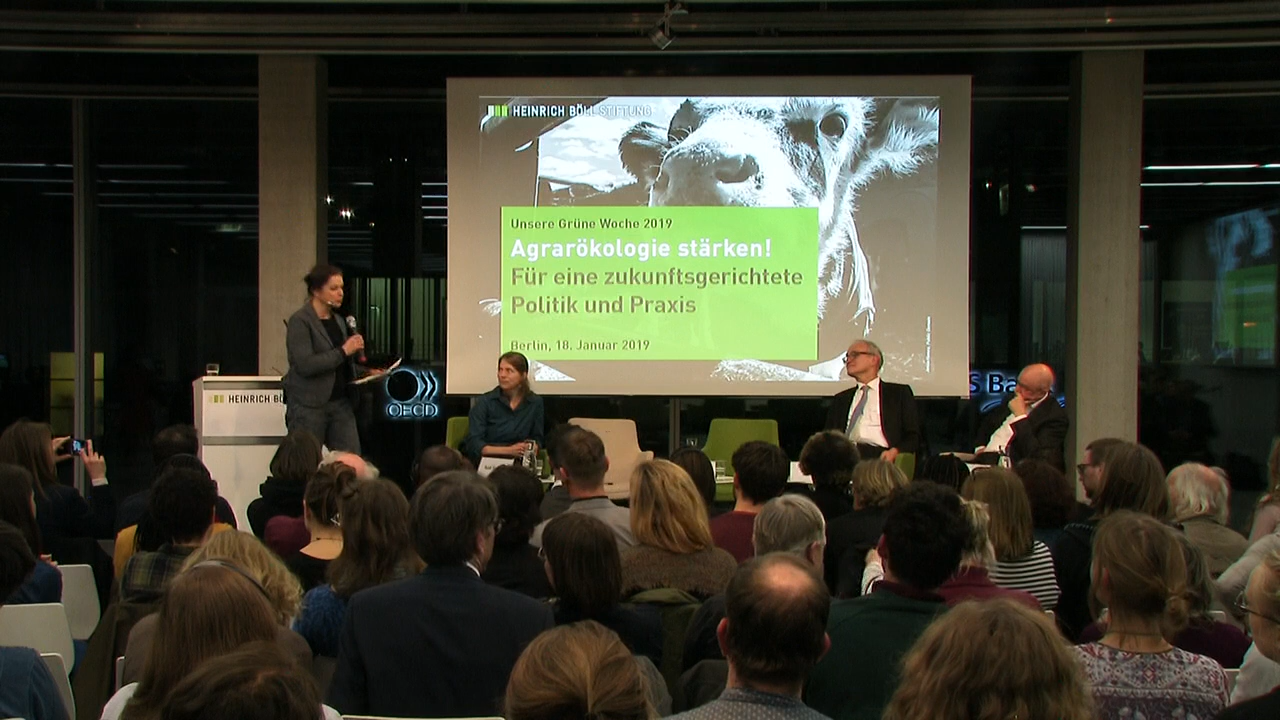 HEINRICH BÖLL STIFTUNG
Unsere Grüne Woche 2019
Agrarökologie stärken!
Für eine zukunftsgerichtete
Politik und Praxis
Berlin, 18. Januar 2019
HEINRICH BÖ
OECD
S Ba